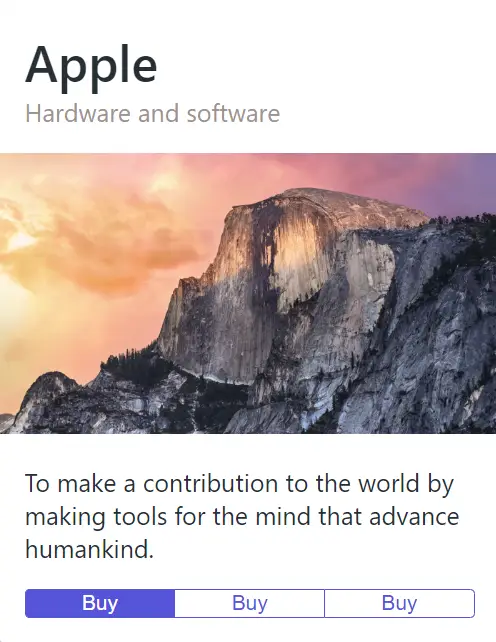 Apple
Hardware and software
To make a contribution to the world by
making tools for the mind that advance
humankind.
Buy
Buy
Buy